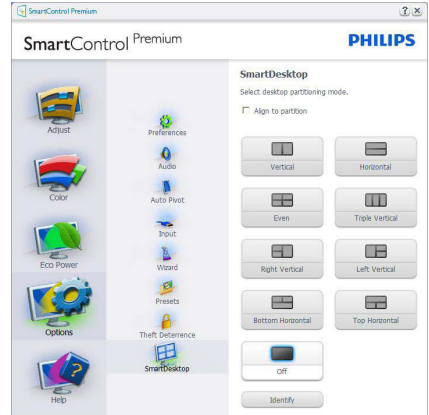 SmartControl Premium
SmartControl Premium
PHILIPS
Adjust
Color
Eco Power
Options
Help
Preferences
Audio
Auto Pivot
Input
Wizard
Presets
Theft Deterrence
SmartDesktop
SmartDesktop
Select desktop partitioning mode.
Align to partition
Vertical
Horizontal
Even
Triple Vertical
Right Vertical
Left Vertical
Bottom Horizontal
Top Horizontal
Off
Identify